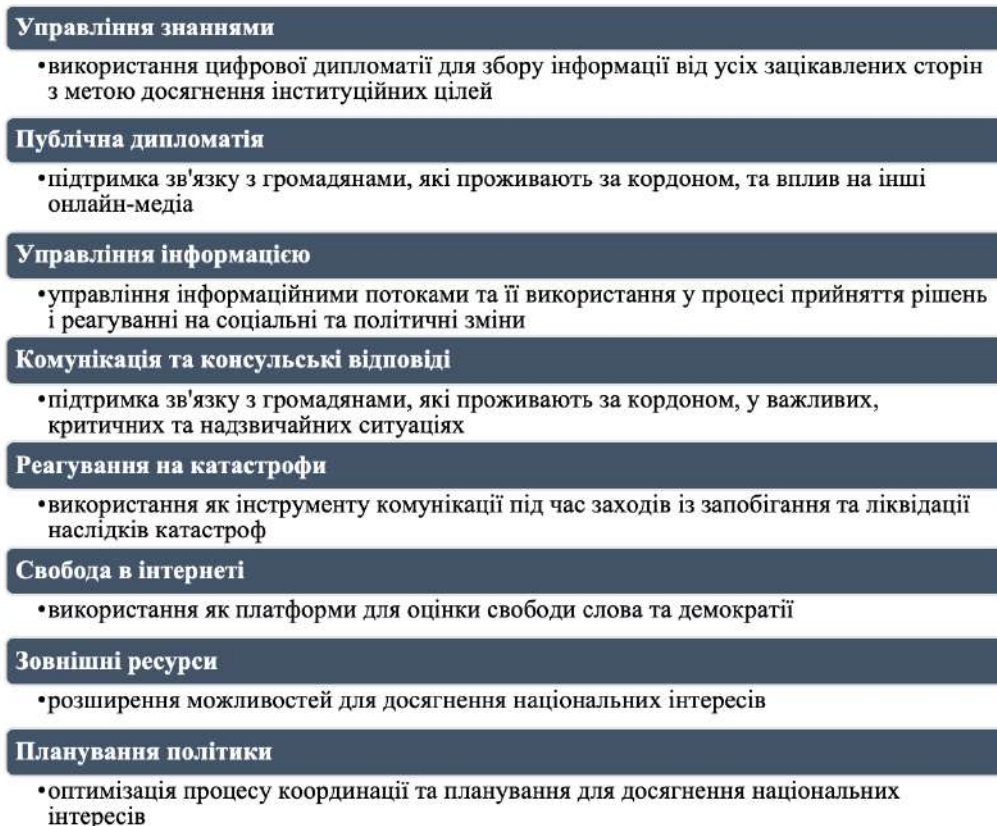 Управління знаннями
•використання цифрової дипломатії для збору інформації від усіх зацікавлених сторін
з метою досягнення інституційних цілей
Публічна дипломатія
•підтримка зв'язку з громадянами, які проживають за кордоном, та вплив на інші
онлайн-медіа
Управління інформацією
•управління інформаційними потоками та її використання у процесі прийняття рішень
і реагуванні на соціальні та політичні зміни
Комунікація та консульські відповіді
•підтримка зв'язку з громадянами, які проживають за кордоном, у важливих,
критичних та надзвичайних ситуаціях
Реагування на катастрофи
•використання як інструменту комунікації під час заходів із запобігання та ліквідації
наслідків катастроф
Свобода в інтернеті
•використання як платформи для оцінки свободи слова та демократії
Зовнішні ресурси
•розширення можливостей для досягнення національних інтересів
Планування політики
•оптимізація процесу координації та планування для досягнення національних
інтересів